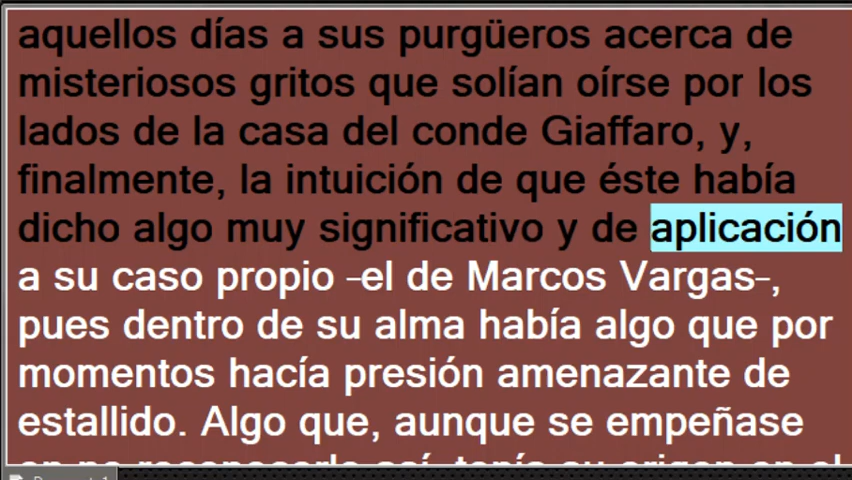 aquellos días a sus purgüeros acerca de
misteriosos gritos que solían oírse por los
lados de la casa del conde Giaffaro, y,
finalmente, la intuición de que éste había
dicho algo muy significativo y de aplicación
a su caso propio –el de Marcos Vargas–,
pues dentro de su alma había algo que por
momentos hacía presión amenazante de
estallido. Algo que, aunque se empeñase